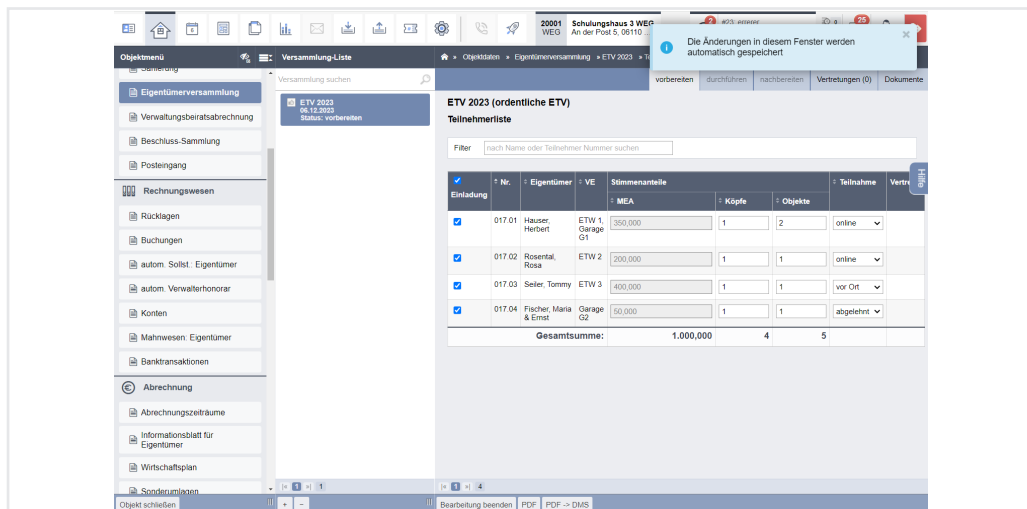 20001
WEG
Schulungshaus 3 WEG
An der Post 5, 06110 ...
2
#23: errerer
8
25
Die Änderungen in diesem Fenster werden
automatisch gespeichert
Objektmenü
Versammlung-Liste
» Objektdaten » Eigentümerversammlung » ETV 2023 »
Sanierung
Eigentümerversammlung
Verwaltungsbeiratsabrechnung
Beschluss-Sammlung
Posteingang
Rechnungswesen
Rücklagen
Buchungen
autom. Sollst.: Eigentümer
autom. Verwalterhonorar
Konten
Mahnwesen: Eigentümer
Banktransaktionen
Abrechnung
Abrechnungszeiträume
Informationsblatt für
Eigentümer
Wirtschaftsplan
Sonderumlagen
Objekt schließen
Versammlung suchen
ETV 2023
06.12.2023
Status: vorbereiten
1 1
+ −
vorbereiten durchführen nachbereiten Vertretungen (0) Dokumente
ETV 2023 (ordentliche ETV)
Teilnehmerliste
Filter nach Name oder Teilnehmer Nummer suchen
Hilfe
Einladung Nr. Eigentümer VE Stimmenanteile Teilnahme Vertre
MEA Köpfe Objekte
017.01 Hauser, Herbert ETW 1, Garage G1 350,000 1 2 online
017.02 Rosental, Rosa ETW 2 200,000 1 1 online
017.03 Seiler, Tommy ETW 3 400,000 1 1 vor Ort
017.04 Fischer, Maria & Ernst Garage G2 50,000 1 1 abgelehnt
Gesamtsumme: 1.000,000 4 5
1 4
Bearbeitung beenden PDF PDF -> DMS